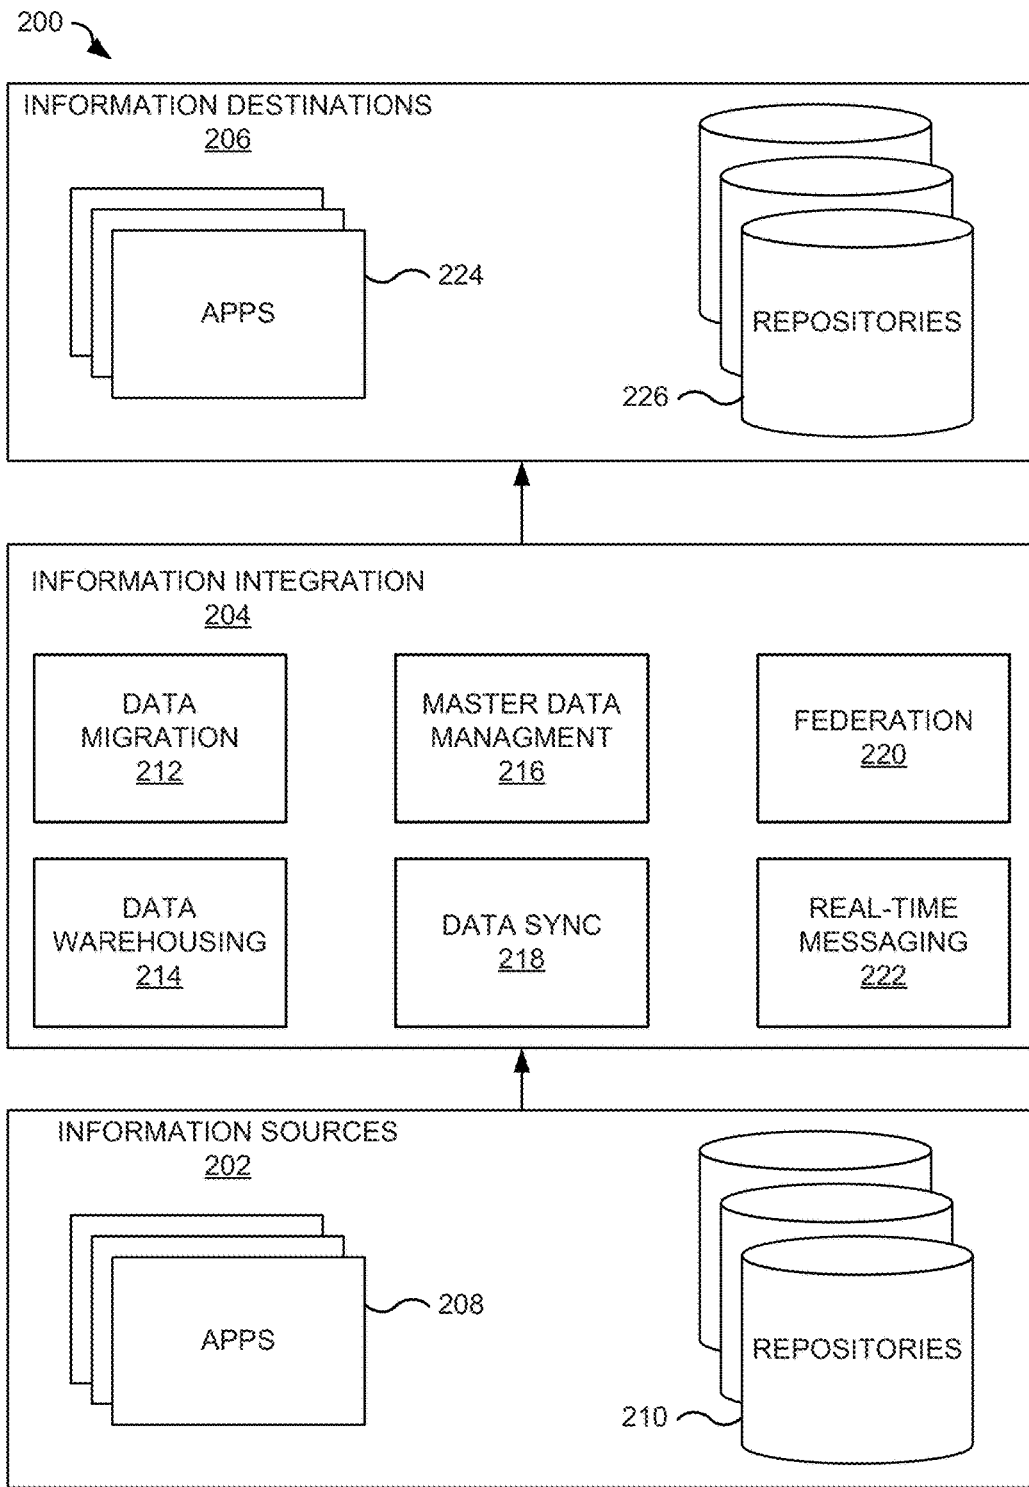 200
INFORMATION DESTINATIONS
206
APPS
224
REPOSITORIES
226
INFORMATION INTEGRATION
204
DATA
MIGRATION
212
MASTER DATA
MANAGMENT
216
FEDERATION
220
DATA
WAREHOUSING
214
DATA SYNC
218
REAL-TIME
MESSAGING
222
INFORMATION SOURCES
202
APPS
208
REPOSITORIES
210